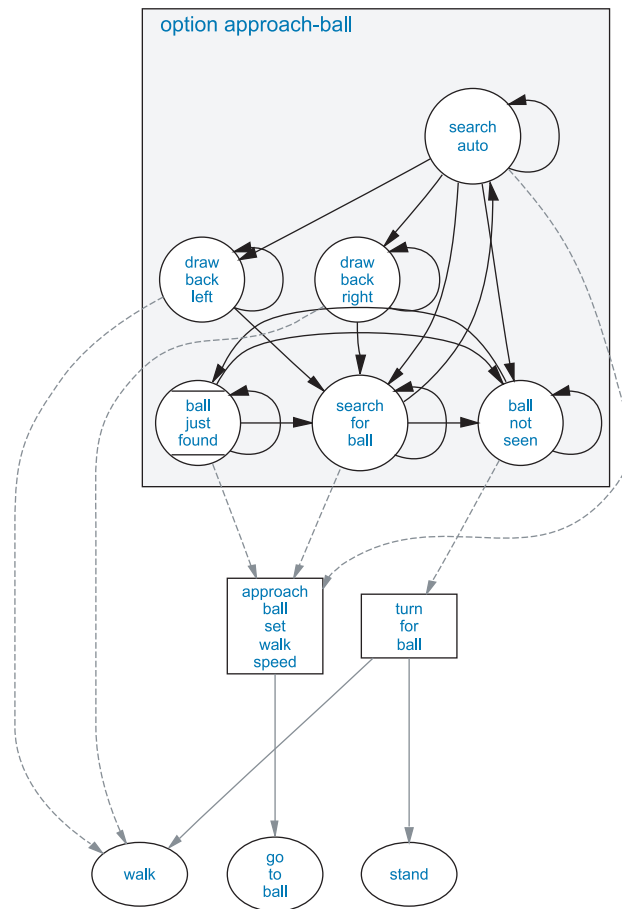 option approach-ball
search
auto
draw
back
left
draw
back
right
ball
just
found
search
for
ball
ball
not
seen
approach
ball
set
walk
speed
turn
for
ball
walk
go
to
ball
stand